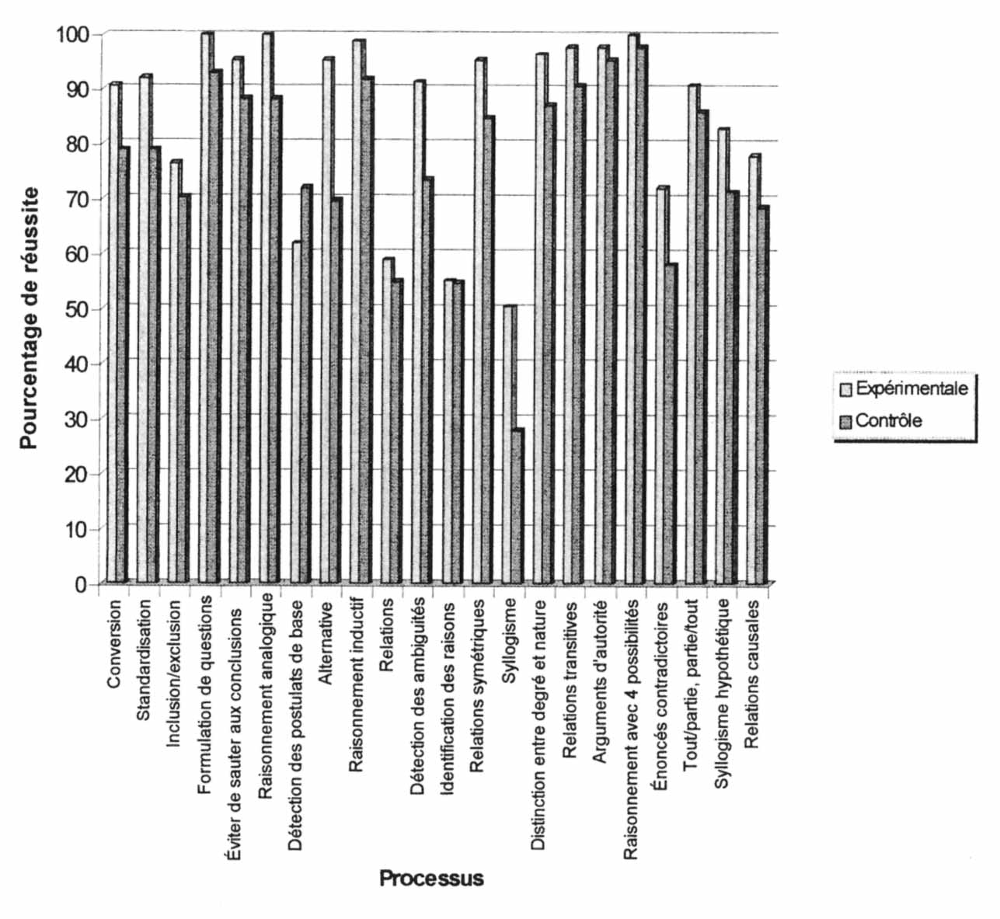 Pourcentage de réussite
100
90
80
70
60
50
40
30
20
10
0
Conversion
Standardisation
Inclusion/exclusion
Formulation de questions
Éviter de sauter aux conclusions
Raisonnement analogique
Détection des postulats de base
Alternative
Raisonnement inductif
Relations
Détection des ambiguités
Identification des raisons
Relations symétriques
Syllogisme
Distinction entre degré et nature
Relations transitives
Arguments d'autorité
Raisonnement avec 4 possibilités
Énoncés contradictoires
Tout/partie, partie/tout
Syllogisme hypothétique
Relations causales
Processus
Expérimentale
Contrôle